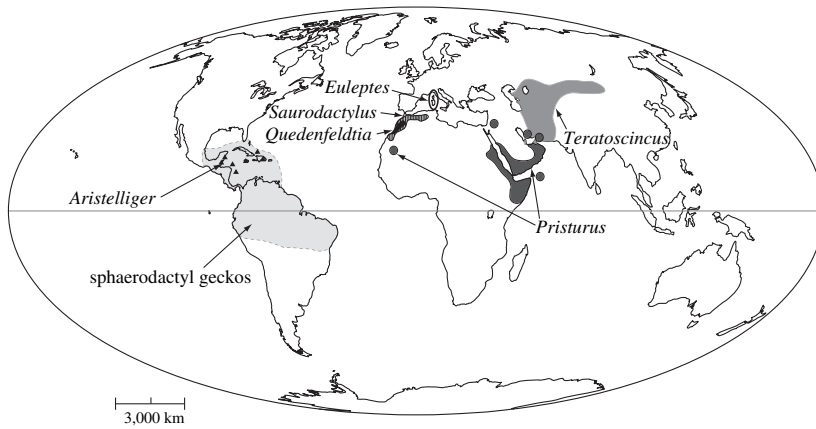 Euleptes
Saurodactylus
Quedenfeldtia
Teratoscincus
Aristelliger
Pristurus
sphaerodactyl geckos
3,000 km